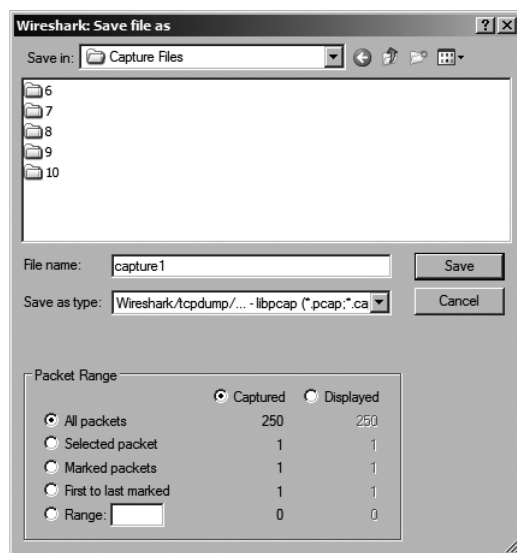 Wireshark: Save file as
Save in: Capture Files
6
7
8
9
10
File name: capture1 Save
Save as type: Wireshark/tcpdump/... - libpcap (*.pcap;*.ca Cancel
Packet Range
Captured Displayed
All packets 250 250
Selected packet 1 1
Marked packets 1 1
First to last marked 1 1
Range: 0 0